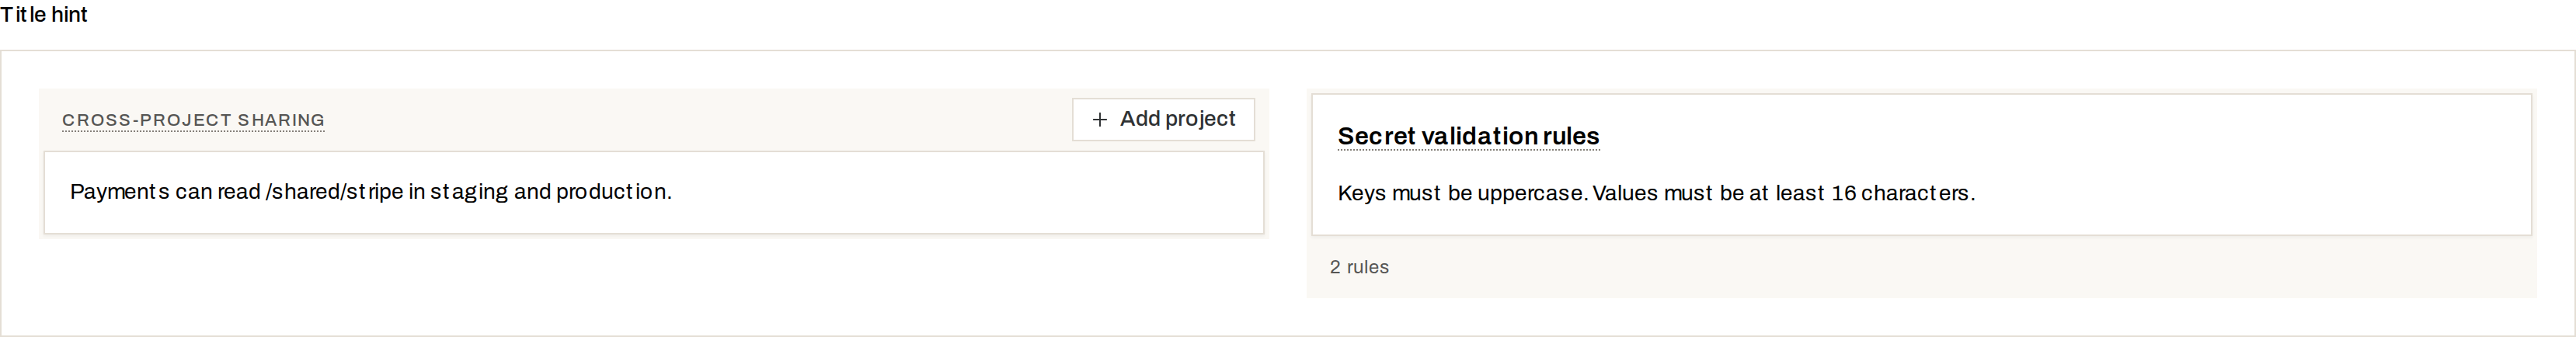 Title hint
CROSS-PROJECT SHARING
+ Add project
Payments can read /shared/stripe in staging and production.
Secret validation rules
Keys must be uppercase. Values must be at least 16 characters.
2 rules